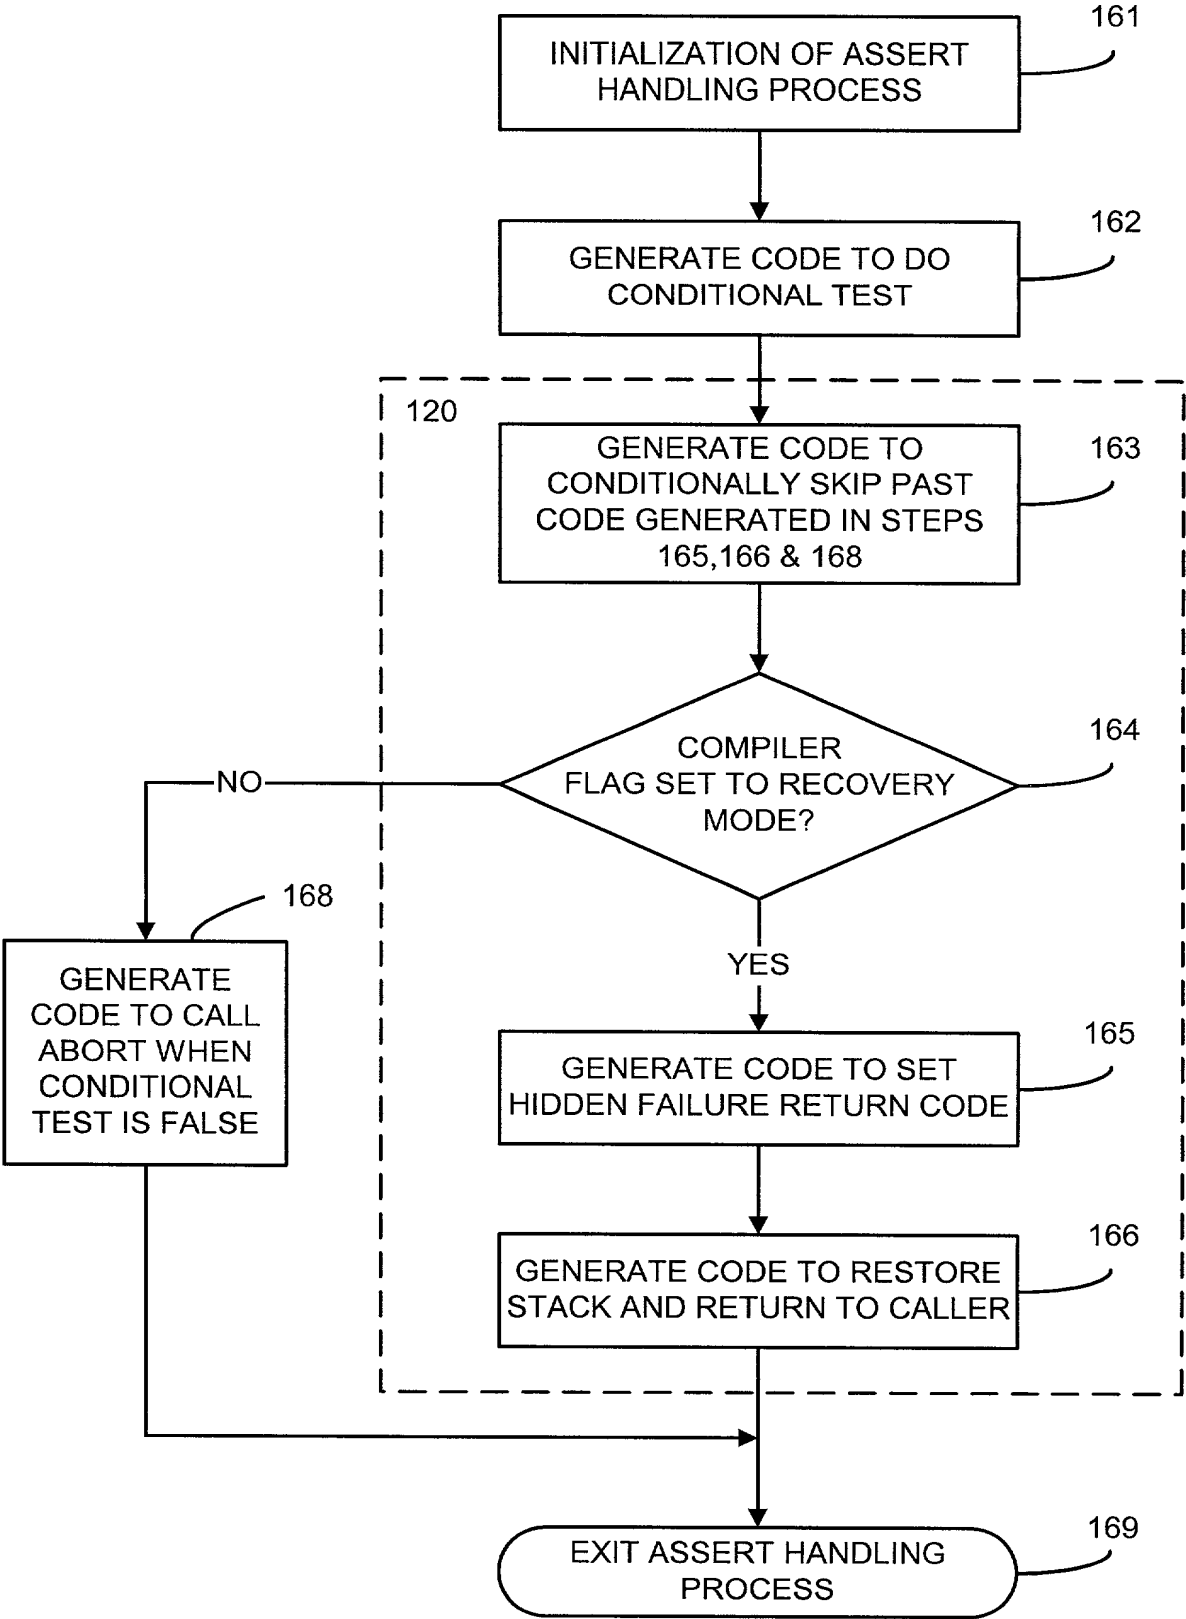 161
INITIALIZATION OF ASSERT
HANDLING PROCESS
162
GENERATE CODE TO DO
CONDITIONAL TEST
120
163
GENERATE CODE TO
CONDITIONALLY SKIP PAST
CODE GENERATED IN STEPS
165,166 & 168
164
COMPILER
FLAG SET TO RECOVERY
MODE?
NO
168
GENERATE
CODE TO CALL
ABORT WHEN
CONDITIONAL
TEST IS FALSE
YES
165
GENERATE CODE TO SET
HIDDEN FAILURE RETURN CODE
166
GENERATE CODE TO RESTORE
STACK AND RETURN TO CALLER
169
EXIT ASSERT HANDLING
PROCESS